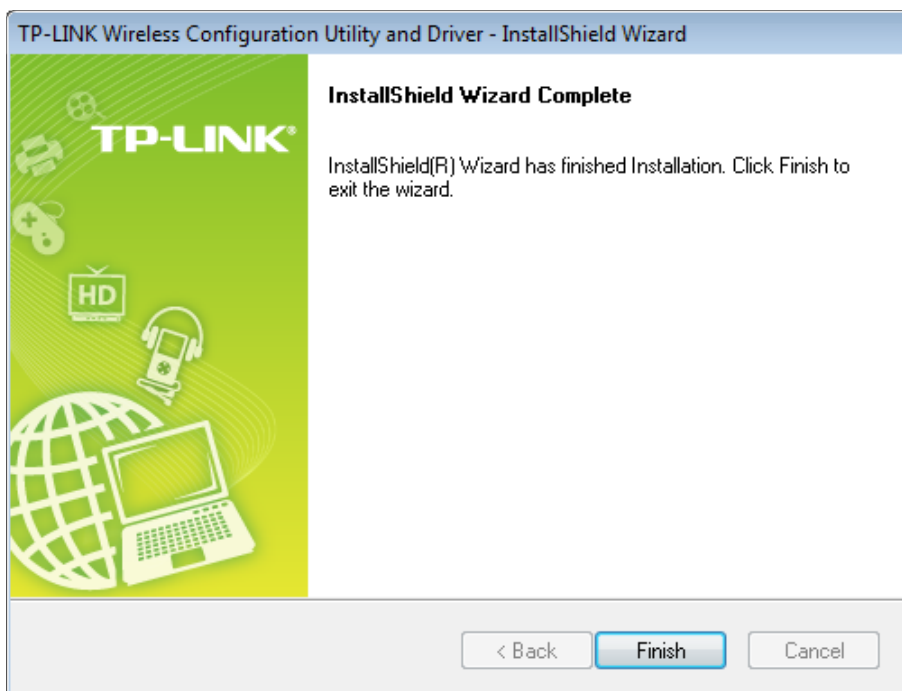 TP-LINK Wireless Configuration Utility and Driver - InstallShield Wizard
TP-LINK®
HD
InstallShield Wizard Complete
InstallShield(R) Wizard has finished Installation. Click Finish to
exit the wizard.
< Back
Finish
Cancel